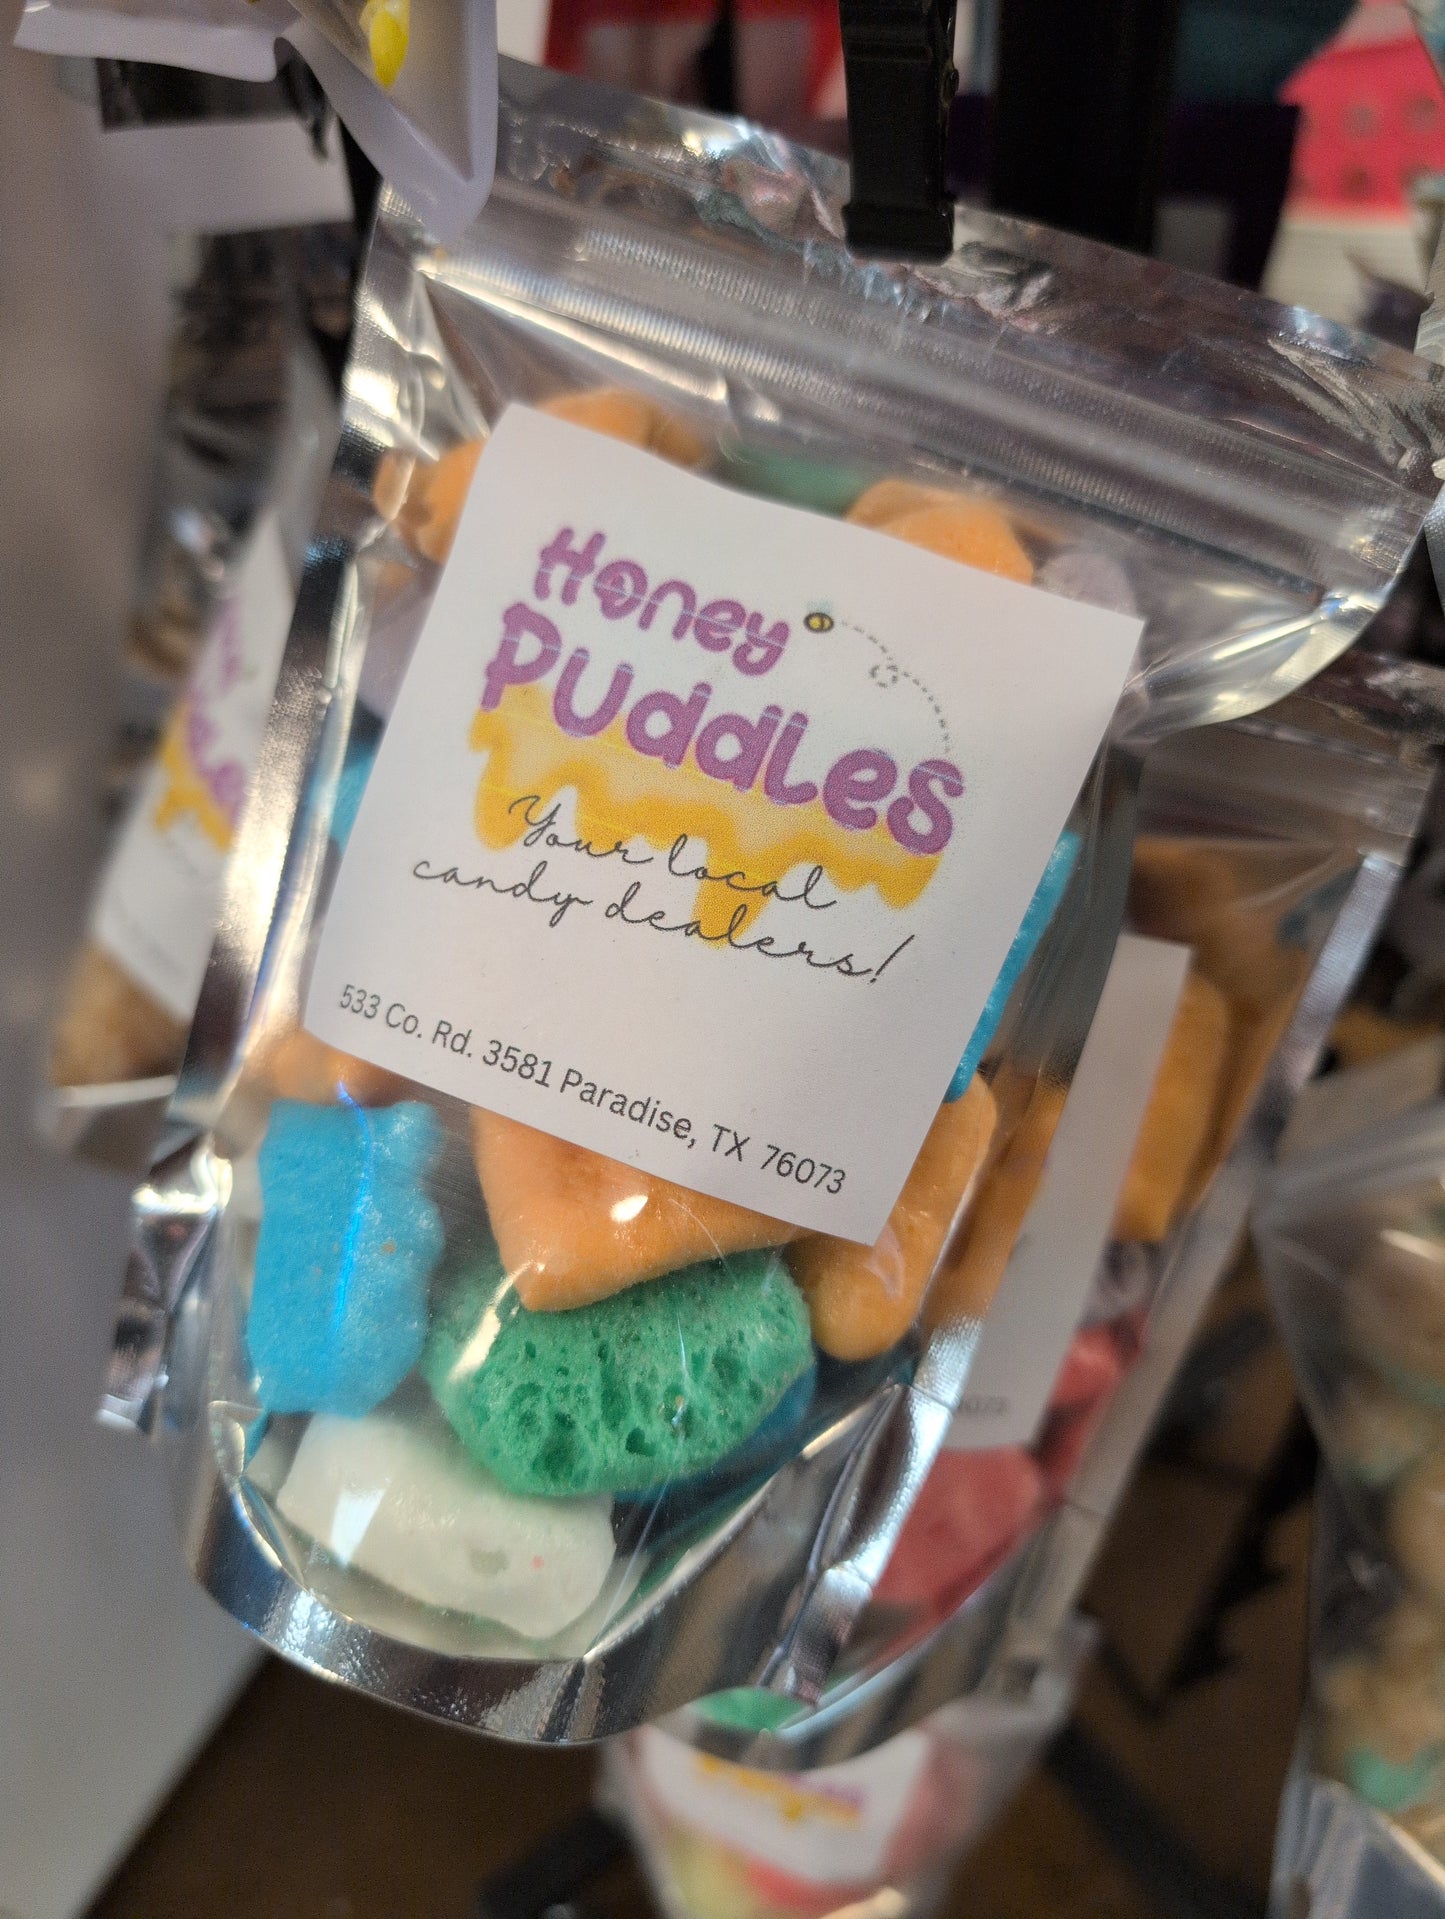 Honey
Puddles
Your local
candy dealers!
533 Co. Rd. 3581 Paradise, TX 76073